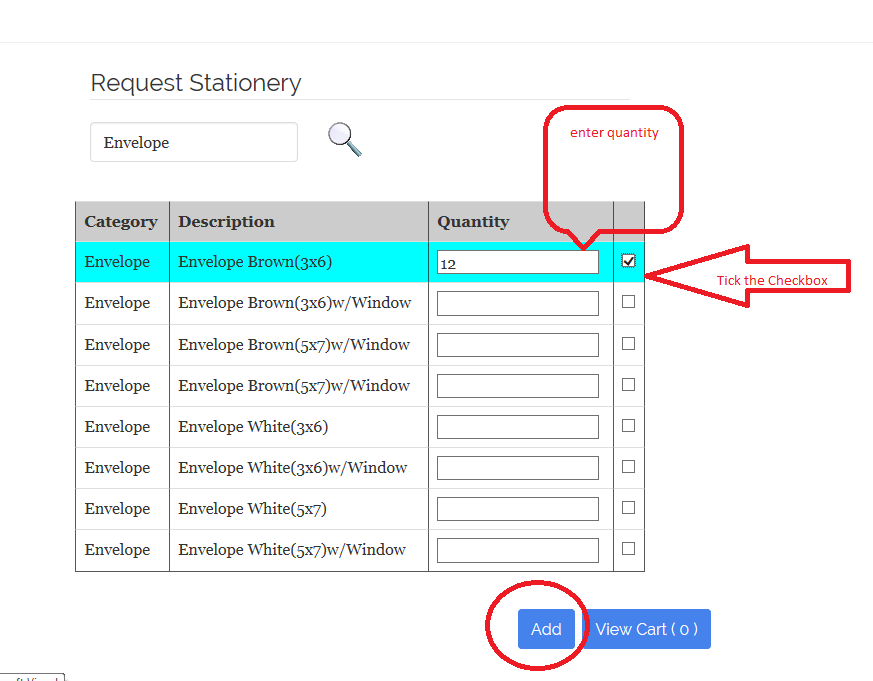 Request Stationery
enter quantity
Envelope
Category Description Quantity
Envelope Envelope Brown(3x6) 12
Tick the Checkbox
Envelope Envelope Brown(3x6)w/Window
Envelope Envelope Brown(5x7)w/Window
Envelope Envelope Brown(5x7)w/Window
Envelope Envelope White(3x6)
Envelope Envelope White(3x6)w/Window
Envelope Envelope White(5x7)
Envelope Envelope White(5x7)w/Window
Add View Cart ( 0 )